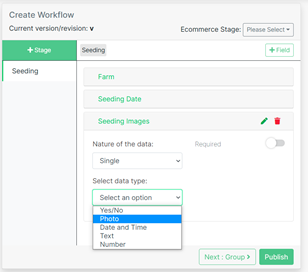 Create Workflow
Current version/revision: v
Ecommerce Stage: Please Select
+ Stage
Seeding
+ Field
Seeding
Farm
Seeding Date
Seeding Images
Nature of the data:
Required
Single
Select data type:
Select an option
Yes/No
Photo
Date and Time
Text
Number
Next : Group >
Publish